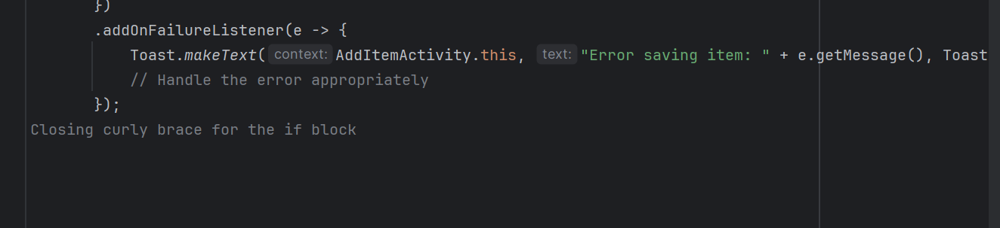 })
.addOnFailureListener(e -> {
Toast.makeText( context: AddItemActivity.this, text: "Error saving item: " + e.getMessage(), Toast
// Handle the error appropriately
});
Closing curly brace for the if block